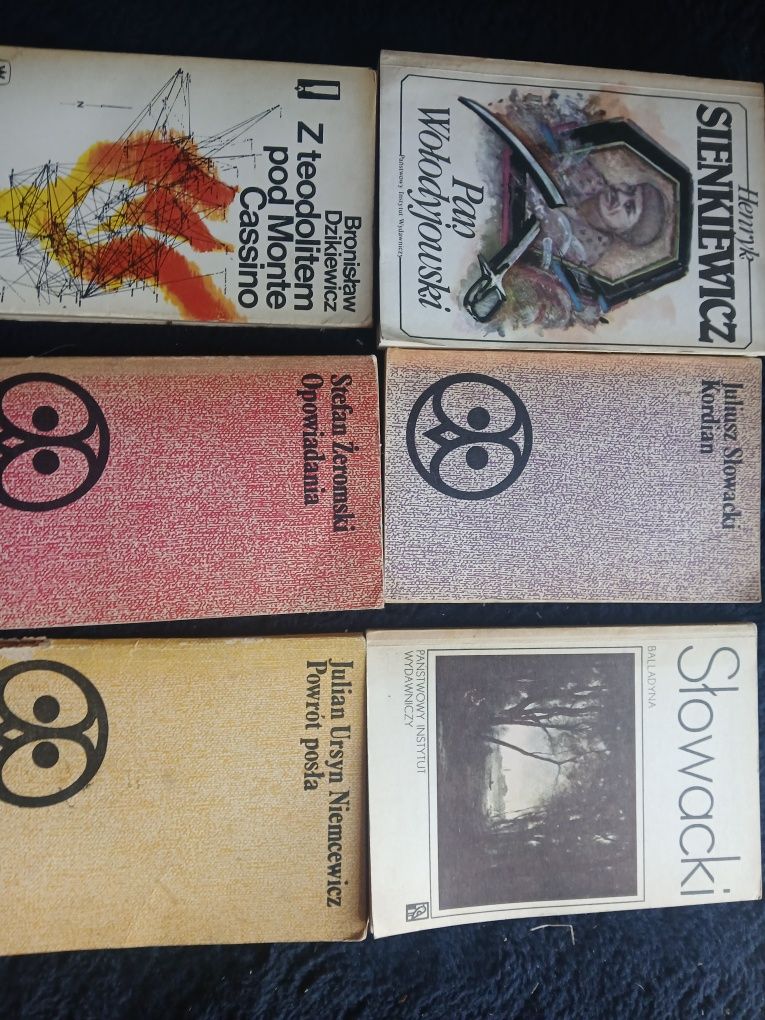 Bronisław
Dzikiewicz
Z teodolitem
pod Monte
Cassino
N
Henryk
SIENKIEWICZ
Pan
Wołodyjowski
Państwowy Instytut Wydawniczy
Stefan Żeromski
Opowiadania
Juliusz Słowacki
Kordian
Julian Ursyn Niemcewicz
Powrót posła
Słowacki
BALLADYNA
PAŃSTWOWY INSTYTUT
WYDAWNICZY